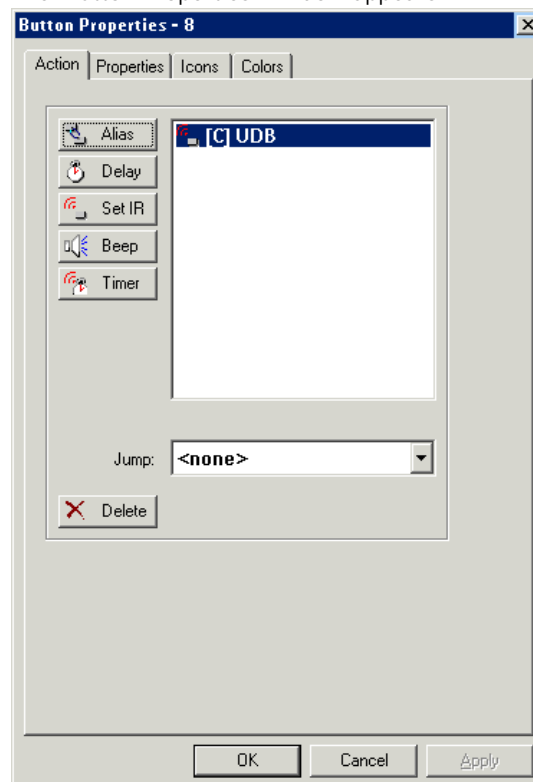 Button Properties - 8
Action Properties Icons Colors
Alias
[C] UDB
Delay
Set IR
Beep
Timer
Jump: <none>
Delete
OK Cancel Apply